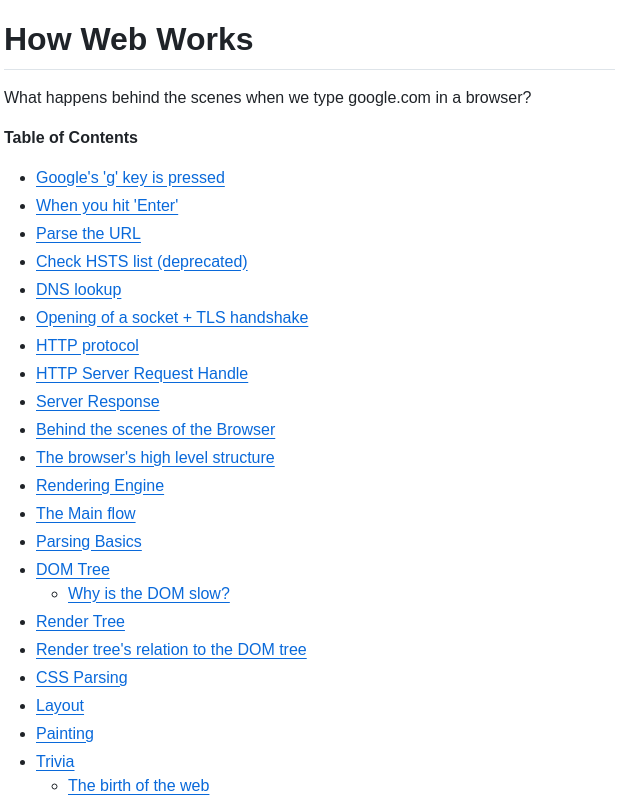 How Web Works
What happens behind the scenes when we type google.com in a browser?
Table of Contents
Google's 'g' key is pressed
When you hit 'Enter'
Parse the URL
Check HSTS list (deprecated)
DNS lookup
Opening of a socket + TLS handshake
HTTP protocol
HTTP Server Request Handle
Server Response
Behind the scenes of the Browser
The browser's high level structure
Rendering Engine
The Main flow
Parsing Basics
DOM Tree
Why is the DOM slow?
Render Tree
Render tree's relation to the DOM tree
CSS Parsing
Layout
Painting
Trivia
The birth of the web